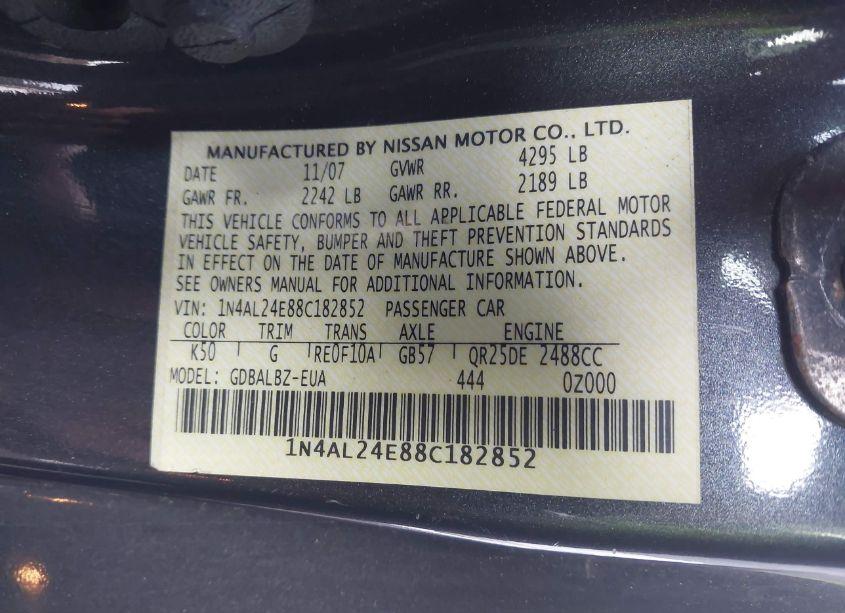 MANUFACTURED BY NISSAN MOTOR CO., LTD.
DATE 11/07 GVWR 4295 LB
GAWR FR. 2242 LB GAWR RR. 2189 LB
THIS VEHICLE CONFORMS TO ALL APPLICABLE FEDERAL MOTOR
VEHICLE SAFETY, BUMPER AND THEFT PREVENTION STANDARDS
IN EFFECT ON THE DATE OF MANUFACTURE SHOWN ABOVE.
SEE OWNERS MANUAL FOR ADDITIONAL INFORMATION.
VIN: 1N4AL24E88C182852 PASSENGER CAR
COLOR TRIM TRANS AXLE ENGINE
K50 G RE0F10A GB57 QR25DE 2488CC
MODEL: GDBALBZ-EUA 444 0Z000
1N4AL24E88C182852